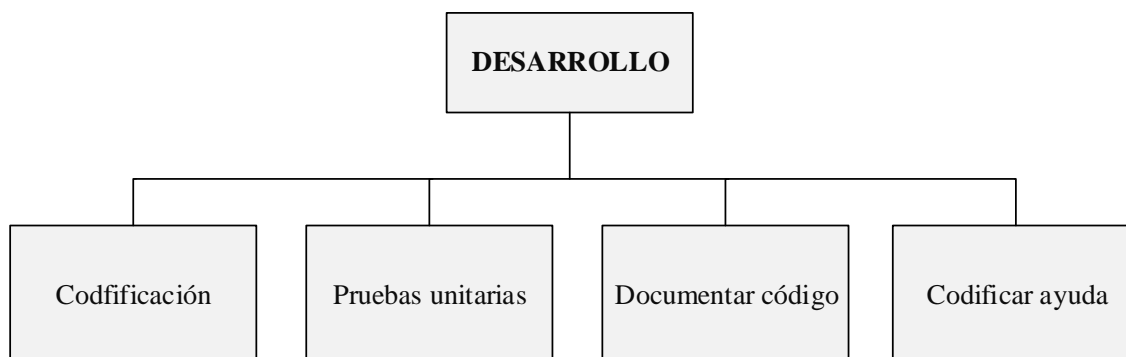 DESARROLLO
Codfificación
Pruebas unitarias
Documentar código
Codificar ayuda